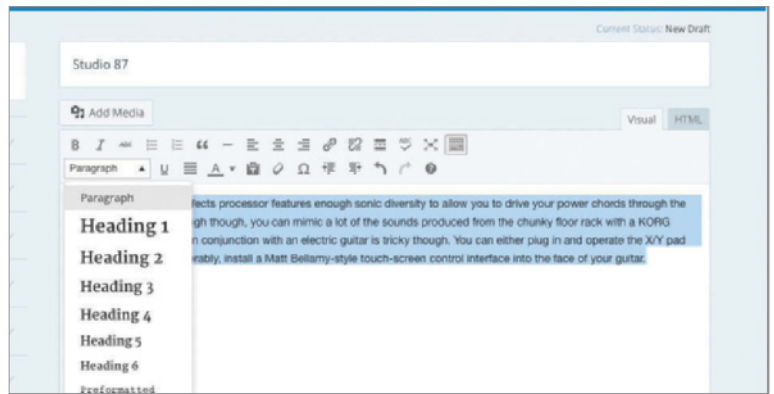 Current Status: New Draft
Studio 87
Add Media
Visual HTML
B I ABC
Paragraph U A Ω
Paragraph
Heading 1
Heading 2
Heading 3
Heading 4
Heading 5
Heading 6
Preformatted
fects processor features enough sonic diversity to allow you to drive your power chords through the
gh though, you can mimic a lot of the sounds produced from the chunky floor rack with a KORG
n conjunction with an electric guitar is tricky though. You can either plug in and operate the X/Y pad
erably, install a Matt Bellamy-style touch-screen control interface into the face of your guitar.